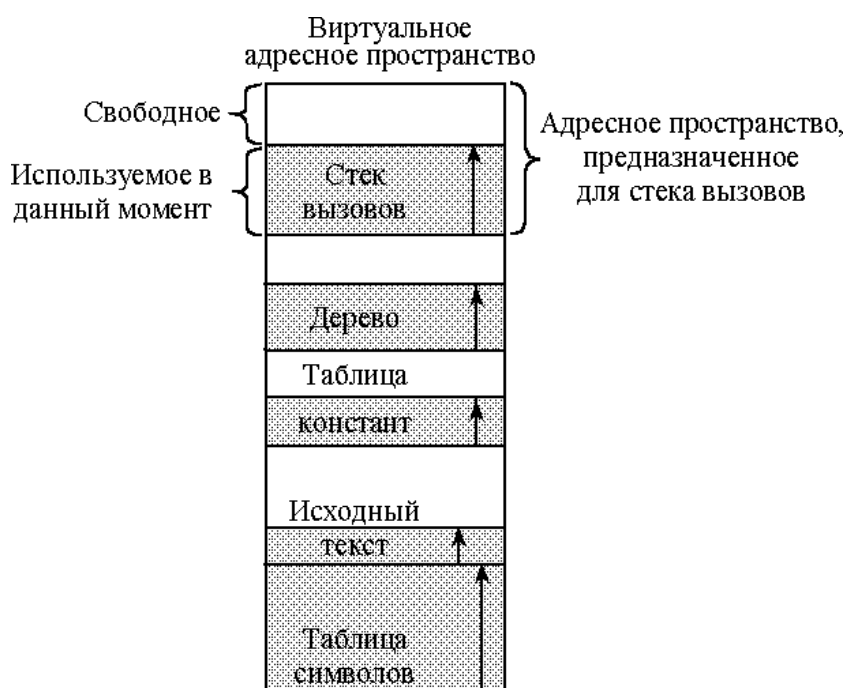 Виртуальное
адресное пространство
Свободное
Адресное пространство,
предназначенное
для стека вызовов
Используемое в
данный момент
Стек
вызовов
Дерево
Таблица
констант
Исходный
текст
Таблица
символов